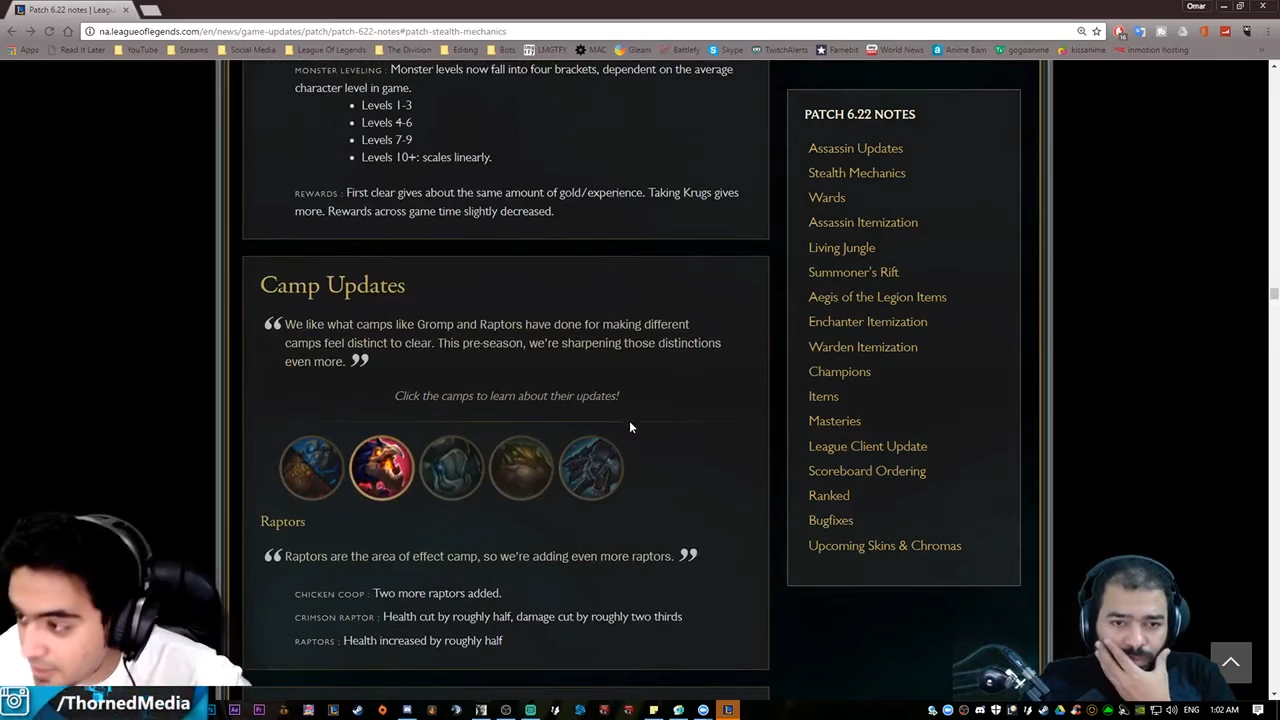 Patch 6.22 notes | Leagu
Omar
na.leagueoflegends.com/en/news/game-updates/patch/patch-622-notes#patch-stealth-mechanics
Apps Read it Later YouTube Streams Social Media League Of Legends The Division Editing Bots LMGTFY MAC Gleam Battlefy Skype TwitchAlerts Famebit World News Anime Bam gogoanime kissanime inmotion hosting
MONSTER LEVELING : Monster levels now fall into four brackets, dependent on the average
character level in game.
• Levels 1-3
• Levels 4-6
• Levels 7-9
• Levels 10+: scales linearly.
REWARDS : First clear gives about the same amount of gold/experience. Taking Krugs gives
more. Rewards across game time slightly decreased.
Camp Updates
“ We like what camps like Gromp and Raptors have done for making different
camps feel distinct to clear. This pre-season, we're sharpening those distinctions
even more. ”
Click the camps to learn about their updates!
Raptors
“ Raptors are the area of effect camp, so we're adding even more raptors. ”
CHICKEN COOP : Two more raptors added.
CRIMSON RAPTOR : Health cut by roughly half, damage cut by roughly two thirds
RAPTORS : Health increased by roughly half
PATCH 6.22 NOTES
Assassin Updates
Stealth Mechanics
Wards
Assassin Itemization
Living Jungle
Summoner's Rift
Aegis of the Legion Items
Enchanter Itemization
Warden Itemization
Champions
Items
Masteries
League Client Update
Scoreboard Ordering
Ranked
Bugfixes
Upcoming Skins & Chromas
/ThornedMedia
ENG 1:02 AM